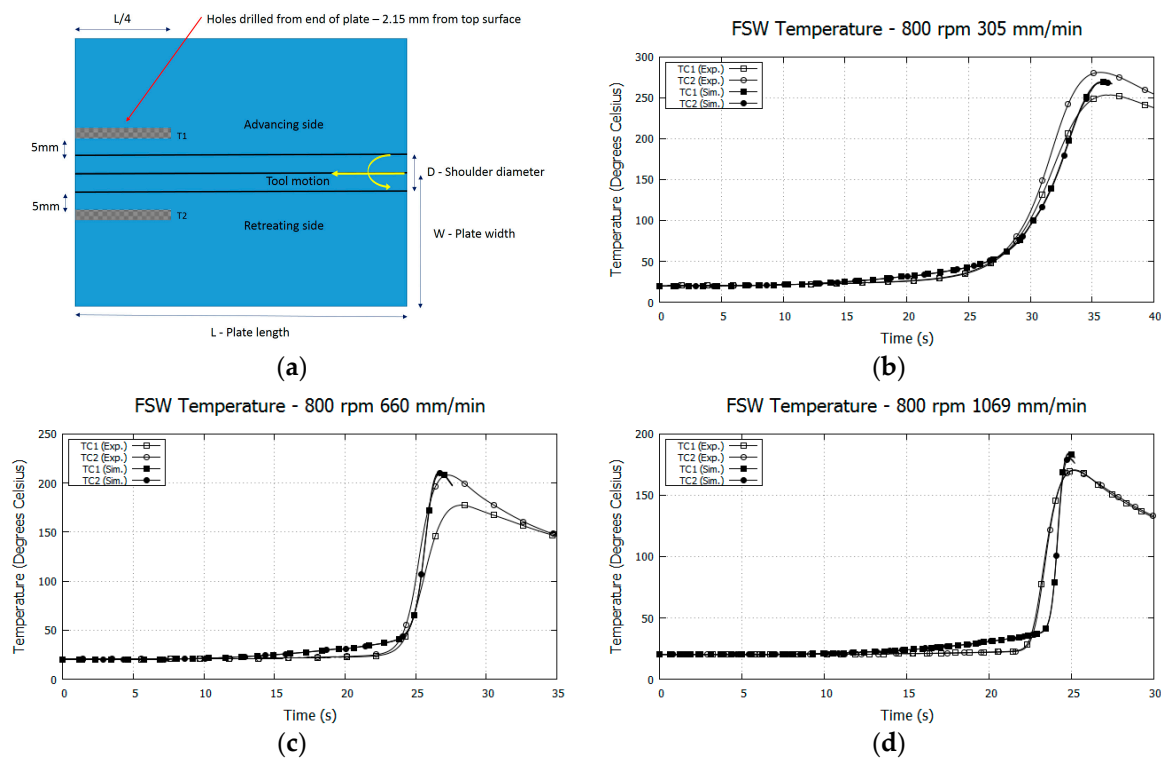 L/4
Holes drilled from end of plate – 2.15 mm from top surface
T1
Advancing side
5mm
D - Shoulder diameter
Tool motion
5mm
T2
Retreating side
W - Plate width
L - Plate length
(a)
FSW Temperature - 800 rpm 305 mm/min
TC1 (Exp.)
TC2 (Exp.)
TC1 (Sim.)
TC2 (Sim.)
Temperature (Degrees Celsius)
300
250
200
150
100
50
0
0 5 10 15 20 25 30 35 40
Time (s)
(b)
FSW Temperature - 800 rpm 660 mm/min
TC1 (Exp.)
TC2 (Exp.)
TC1 (Sim.)
TC2 (Sim.)
Temperature (Degrees Celsius)
250
200
150
100
50
0
0 5 10 15 20 25 30 35
Time (s)
(c)
FSW Temperature - 800 rpm 1069 mm/min
TC1 (Exp.)
TC2 (Exp.)
TC1 (Sim.)
TC2 (Sim.)
Temperature (Degrees Celsius)
200
150
100
50
0
0 5 10 15 20 25 30
Time (s)
(d)